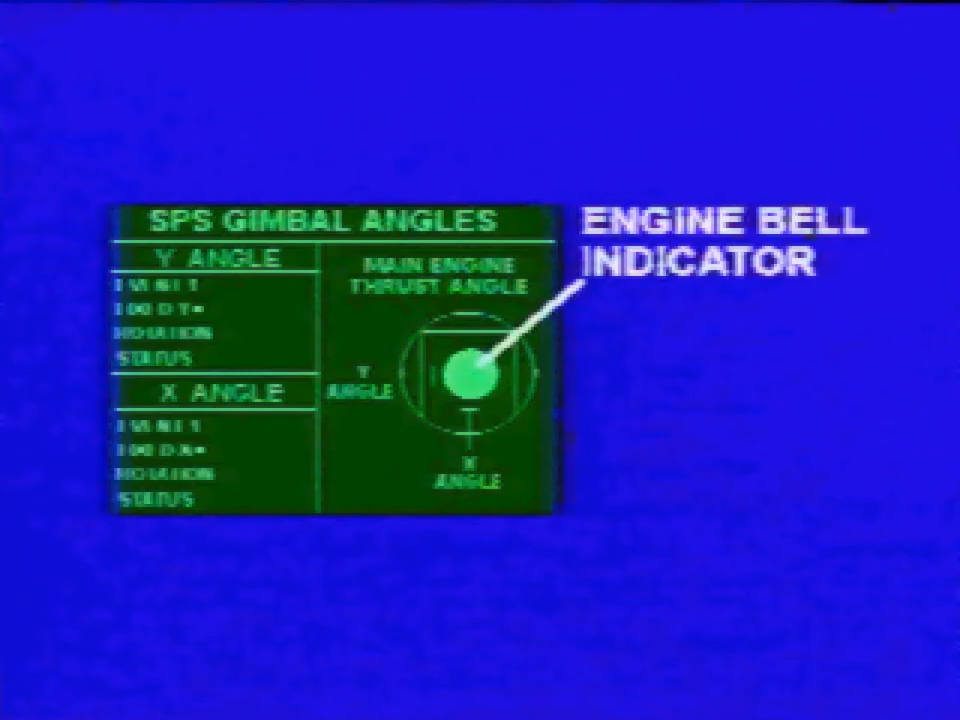 SPS GIMBAL ANGLES
Y ANGLE
STATUS
X ANGLE
STATUS
MAIN ENGINE
THRUST ANGLE
Y
ANGLE
X
ANGLE
ENGINE BELL
INDICATOR